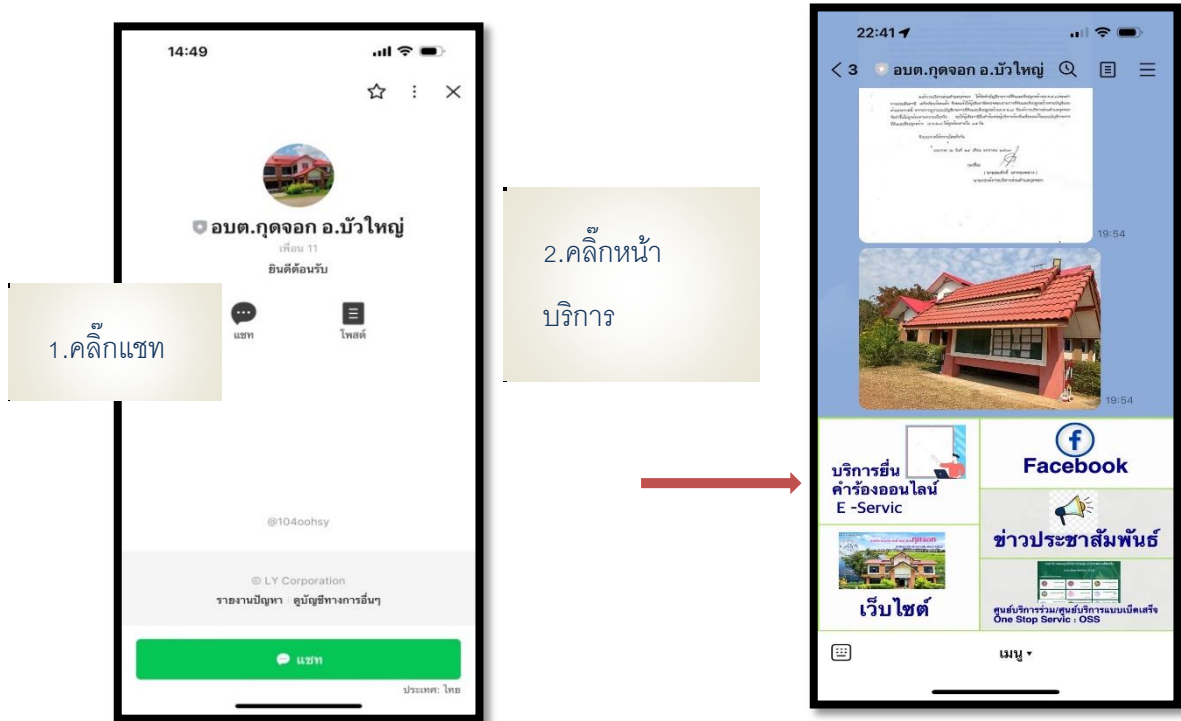 14:49
อบต.กุดจอก อ.บัวใหญ่
เพื่อน 11
ยินดีต้อนรับ
แชท
โพสต์
1.คลิ๊กแชท
@104oohsy
© LY Corporation
รายงานปัญหา
ดูบัญชีทางการอื่นๆ
แชท
ประเทศ: ไทย
2.คลิ๊กหน้า
บริการ
22:41
3
อบต.กุดจอก อ.บัวใหญ่
19:54
19:54
บริการยื่น
คำร้องออนไลน์
E -Servic
f
Facebook
ข่าวประชาสัมพันธ์
เว็บไซต์
ศูนย์บริการร่วม/ศูนย์บริการแบบเบ็ดเสร็จ
One Stop Servic : OSS
เมนู